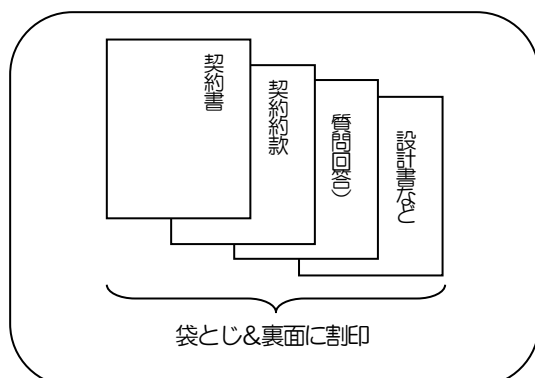 契約書
契約約款
質問回答）
設計書など
袋とじ&裏面に割印